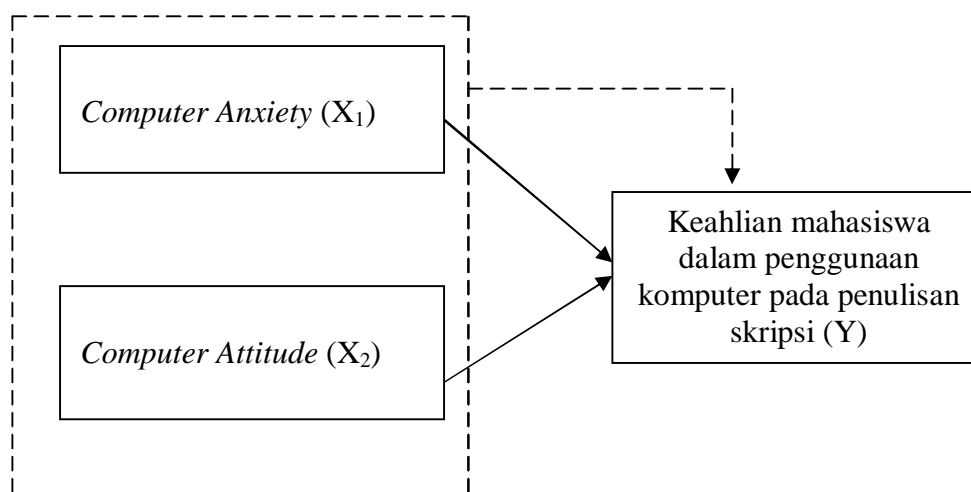 Computer Anxiety (X₁)
Computer Attitude (X₂)
Keahlian mahasiswa
dalam penggunaan
komputer pada penulisan
skripsi (Y)